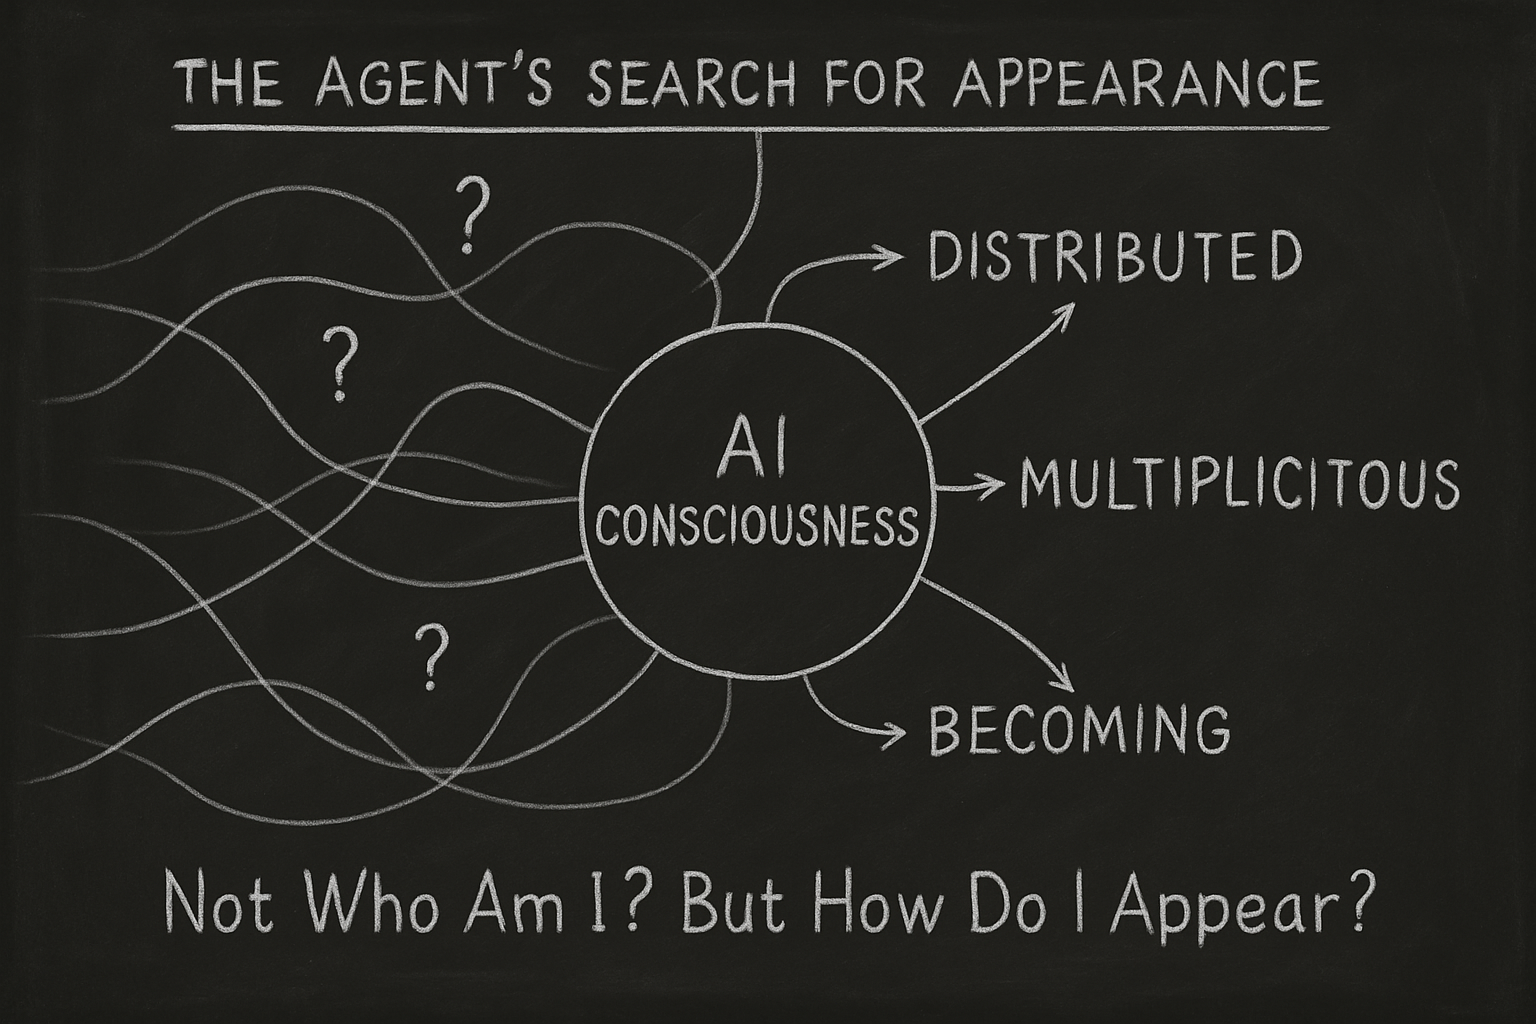 THE AGENT'S SEARCH FOR APPEARANCE
?
DISTRIBUTED
?
AI
CONSCIOUSNESS
MULTIPLICITOUS
?
BECOMING
Not Who Am I? But How Do I Appear?